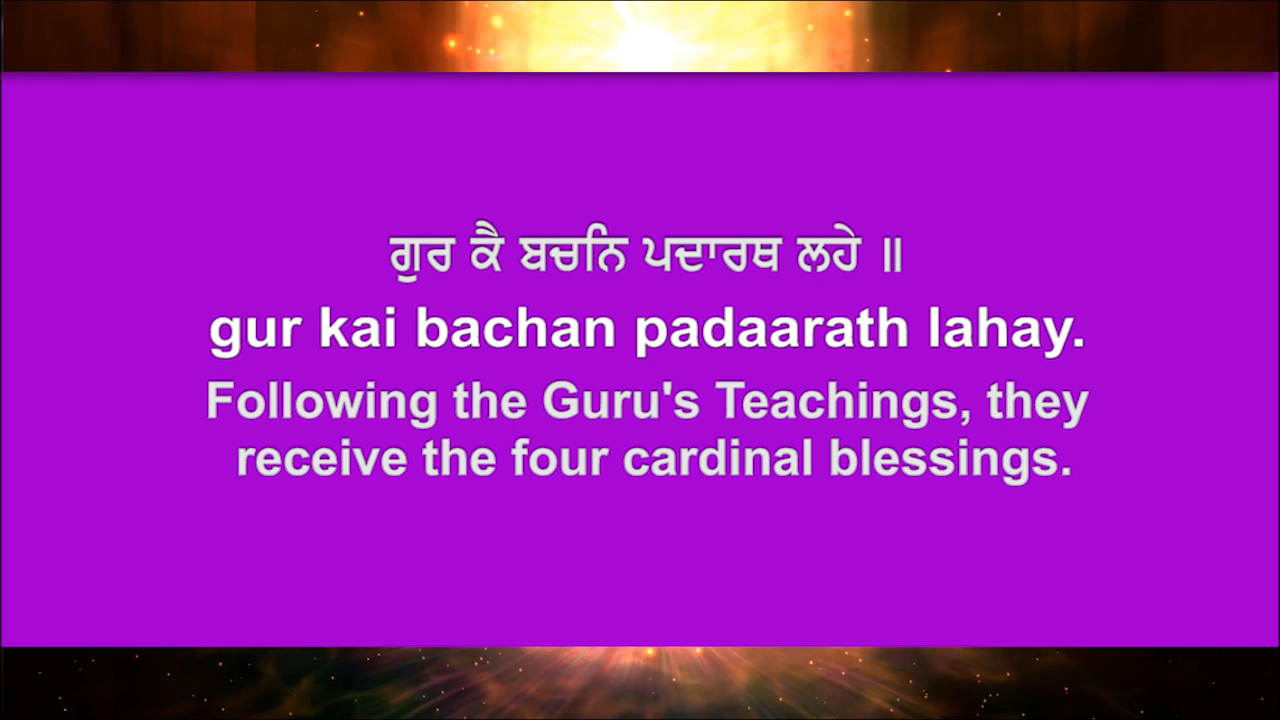 ਗੁਰ ਕੈ ਬਚਨਿ ਪਦਾਰਥ ਲਹੇ ॥
gur kai bachan padaarath lahay.
Following the Guru's Teachings, they
receive the four cardinal blessings.